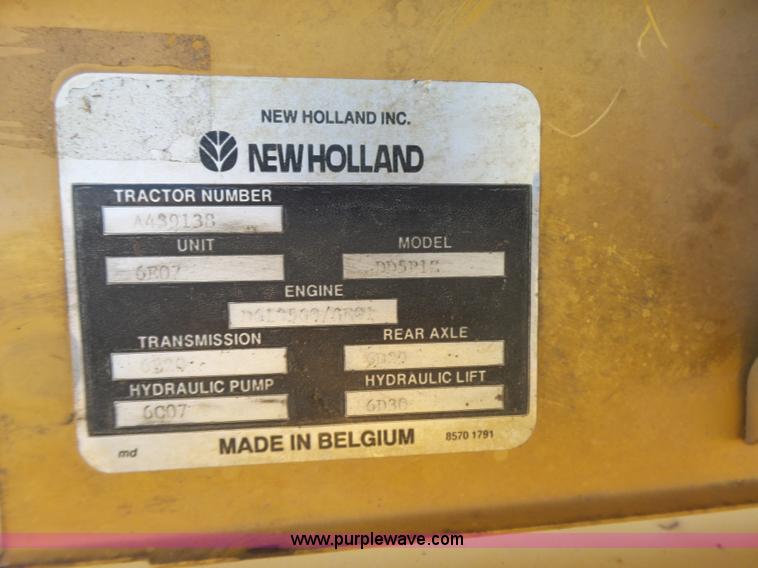 NEW HOLLAND INC.
NEW HOLLAND
TRACTOR NUMBER
A439138
UNIT MODEL
6E07
ENGINE
TRANSMISSION REAR AXLE
HYDRAULIC PUMP HYDRAULIC LIFT
6C07 6D30
md MADE IN BELGIUM 8570 1791
www.purplewave.com